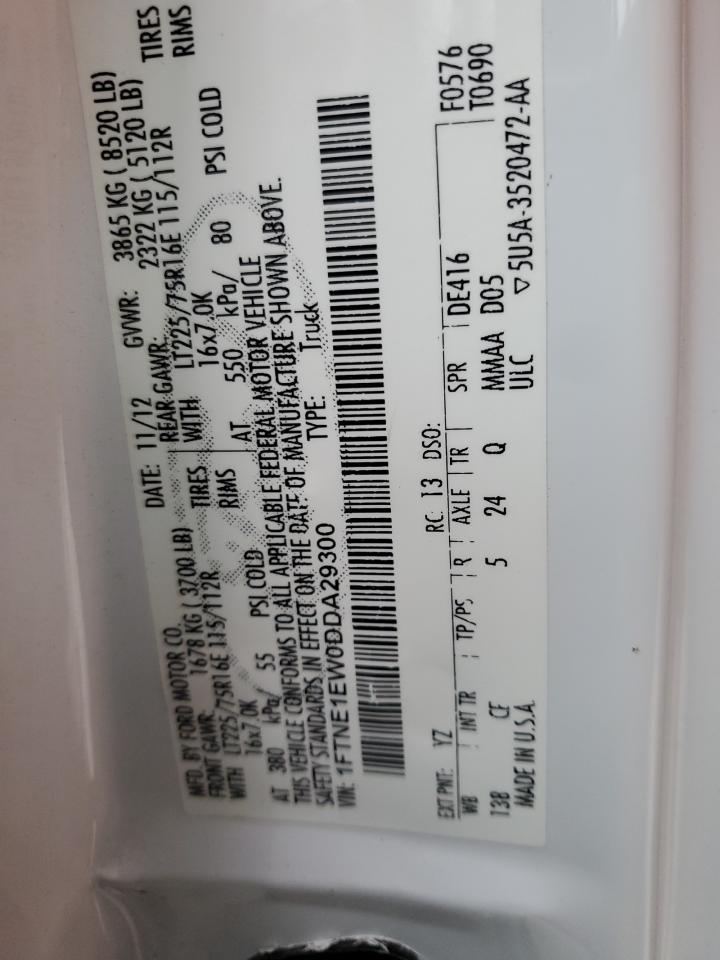 MFD. BY FORD MOTOR CO. DATE: 11/12 GVWR: 3865 KG ( 8520 LB)
FRONT GAWR: 1678 KG ( 3700 LB) REAR GAWR: 2322 KG ( 5120 LB)
WITH LT225/75R16E 115/112R TIRES WITH LT225/75R16E 115/112R TIRES
16x7.0K RIMS 16x7.0K RIMS
AT 380 kPa/ 55 PSI COLD AT 550 kPa/ 80 PSI COLD
THIS VEHICLE CONFORMS TO ALL APPLICABLE FEDERAL MOTOR VEHICLE
SAFETY STANDARDS IN EFFECT ON THE DATE OF MANUFACTURE SHOWN ABOVE.
VIN: 1FTNE1EW0DDA29300 TYPE: Truck
F0576
T0690
EXT PNT: YZ RC: 13 DSO:
WB INT TR TP/PS R AXLE TR SPR DE416
138 CF 5 24 Q MMAA D05
MADE IN U.S.A. ULC ▽5U5A-3520472-AA